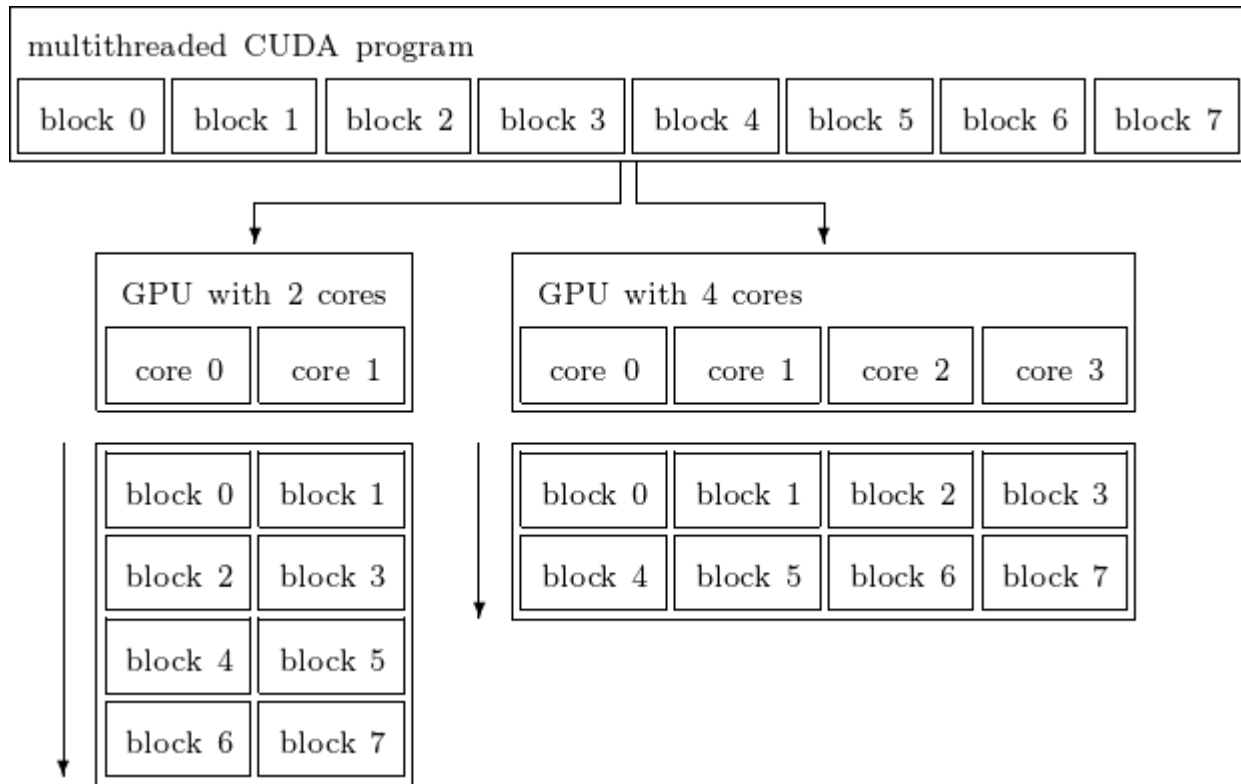 multithreaded CUDA program
block 0 block 1 block 2 block 3 block 4 block 5 block 6 block 7
GPU with 2 cores
core 0 core 1
block 0 block 1
block 2 block 3
block 4 block 5
block 6 block 7
GPU with 4 cores
core 0 core 1 core 2 core 3
block 0 block 1 block 2 block 3
block 4 block 5 block 6 block 7